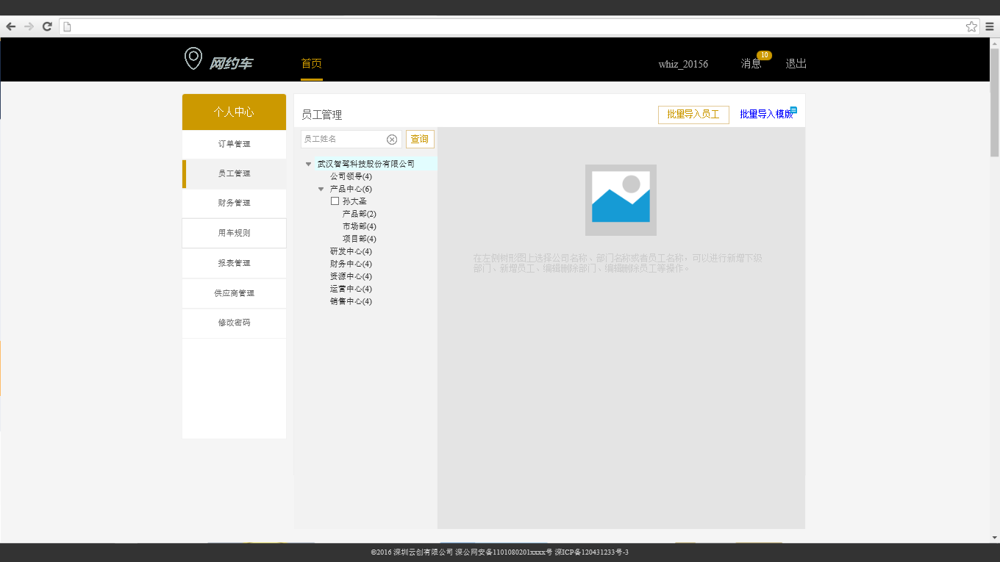 网约车
首页
whiz_20156
消息
10
退出
个人中心
订单管理
员工管理
财务管理
用车规则
报表管理
供应商管理
修改密码
员工管理
批量导入员工
批量导入模版
员工姓名
查询
武汉智驾科技股份有限公司
公司领导(4)
产品中心(6)
孙大圣
产品部(2)
市场部(4)
项目部(4)
研发中心(4)
财务中心(4)
资源中心(4)
运营中心(4)
销售中心(4)
在左侧树形图上选择公司名称、部门名称或者员工名称，可以进行新增下级
部门、新增员工、编辑删除部门、编辑删除员工等操作。
©2016 深圳云创有限公司 深公网安备1101080201xxxx号 深ICP备120431233号-3